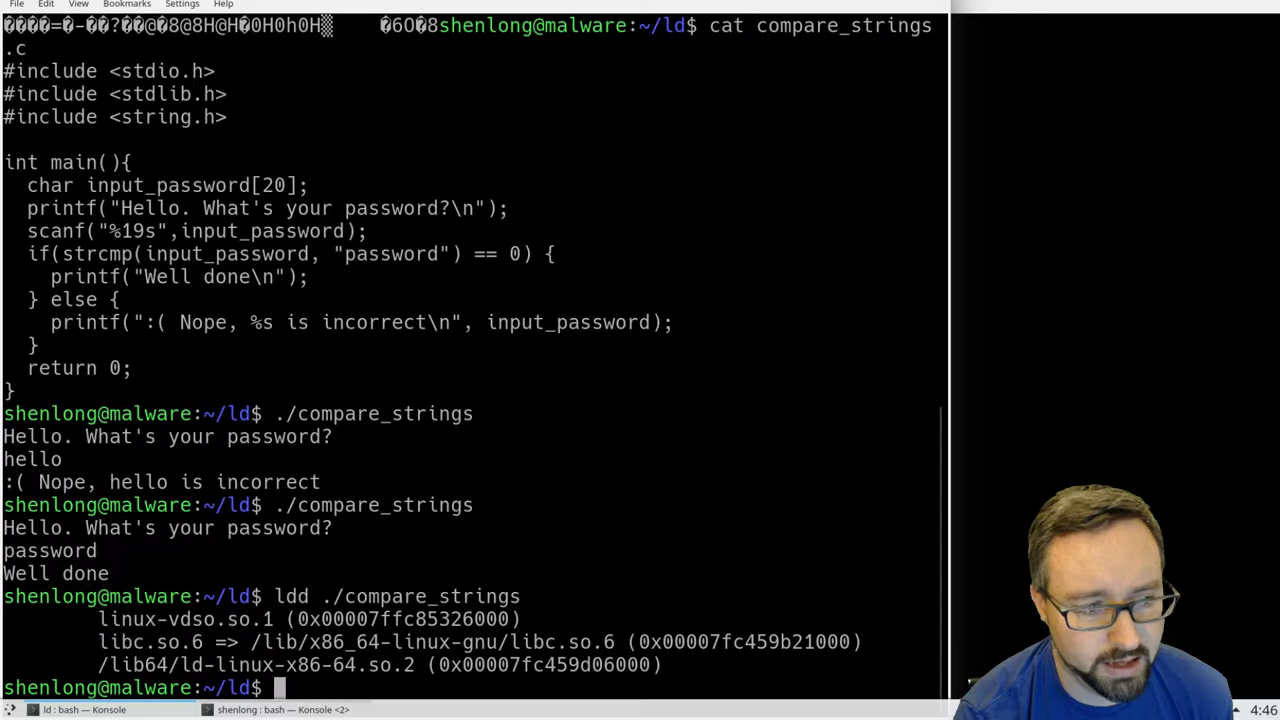 File Edit View Bookmarks Settings Help
shenlong@malware:~/ld$ cat compare_strings
.c
#include <stdio.h>
#include <stdlib.h>
#include <string.h>
int main(){
char input_password[20];
printf("Hello. What's your password?\n");
scanf("%19s",input_password);
if(strcmp(input_password, "password") == 0) {
printf("Well done\n");
} else {
printf(":( Nope, %s is incorrect\n", input_password);
}
return 0;
}
shenlong@malware:~/ld$ ./compare_strings
Hello. What's your password?
hello
:( Nope, hello is incorrect
shenlong@malware:~/ld$ ./compare_strings
Hello. What's your password?
password
Well done
shenlong@malware:~/ld$ ldd ./compare_strings
linux-vdso.so.1 (0x00007ffc85326000)
libc.so.6 => /lib/x86_64-linux-gnu/libc.so.6 (0x00007fc459b21000)
/lib64/ld-linux-x86-64.so.2 (0x00007fc459d06000)
shenlong@malware:~/ld$
ld : bash — Konsole
shenlong : bash — Konsole <2>
4:46